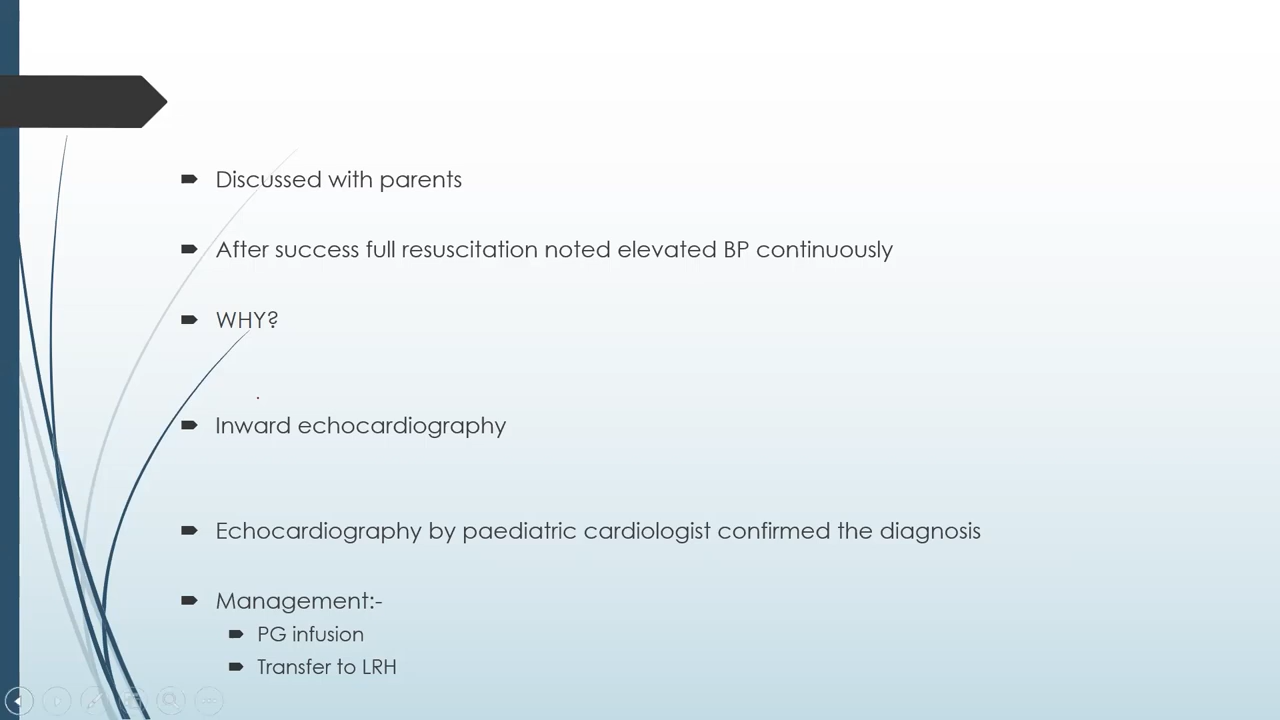 Discussed with parents
After success full resuscitation noted elevated BP continuously
WHY?
Inward echocardiography
Echocardiography by paediatric cardiologist confirmed the diagnosis
Management:-
PG infusion
Transfer to LRH